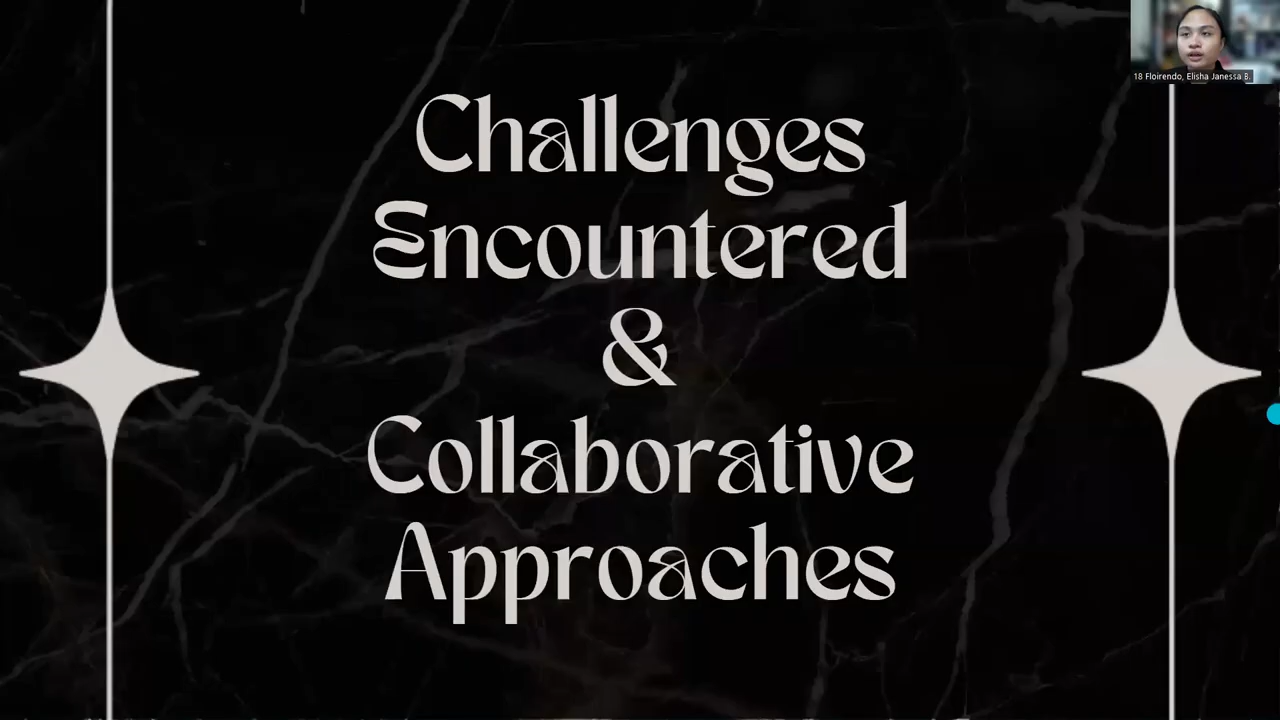 Challenges
Encountered
&
Collaborative
Approaches
18 Floirendo, Elisha Janessa B.